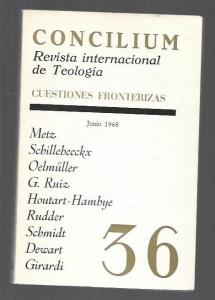 CONCILIUM
Revista internacional
de Teología
CUESTIONES FRONTERIZAS
Junio 1968
Metz
Schillebeeckx
Oelmüller
G. Ruiz
Houtart-Hambye
Rudder
Schmidt
Dewart
Girardi
36